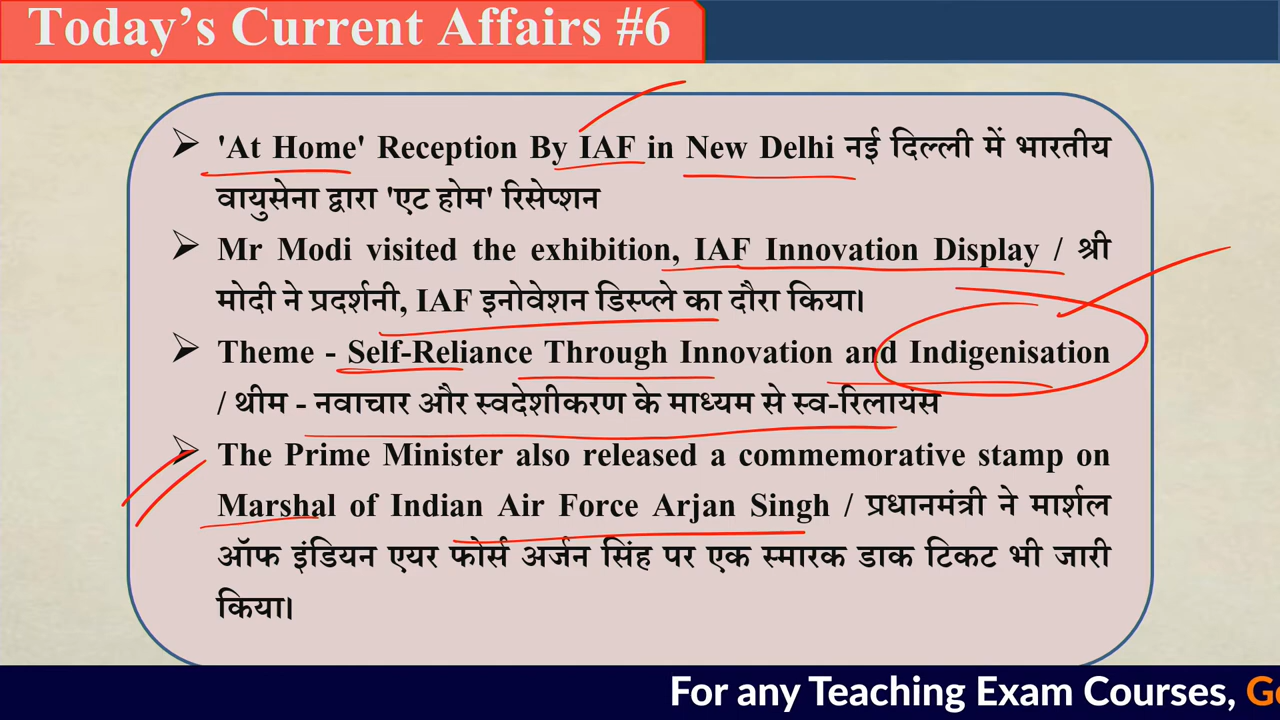 Today's Current Affairs #6
'At Home' Reception By IAF in New Delhi नई दिल्ली में भारतीय
वायुसेना द्वारा 'एट होम' रिसेप्शन
Mr Modi visited the exhibition, IAF Innovation Display / श्री
मोदी ने प्रदर्शनी, IAF इनोवेशन डिस्प्ले का दौरा किया।
Theme - Self-Reliance Through Innovation and Indigenisation
/ थीम - नवाचार और स्वदेशीकरण के माध्यम से स्व-रिलायंस
The Prime Minister also released a commemorative stamp on
Marshal of Indian Air Force Arjan Singh / प्रधानमंत्री ने मार्शल
ऑफ इंडियन एयर फोर्स अर्जन सिंह पर एक स्मारक डाक टिकट भी जारी
किया।
For any Teaching Exam Courses,